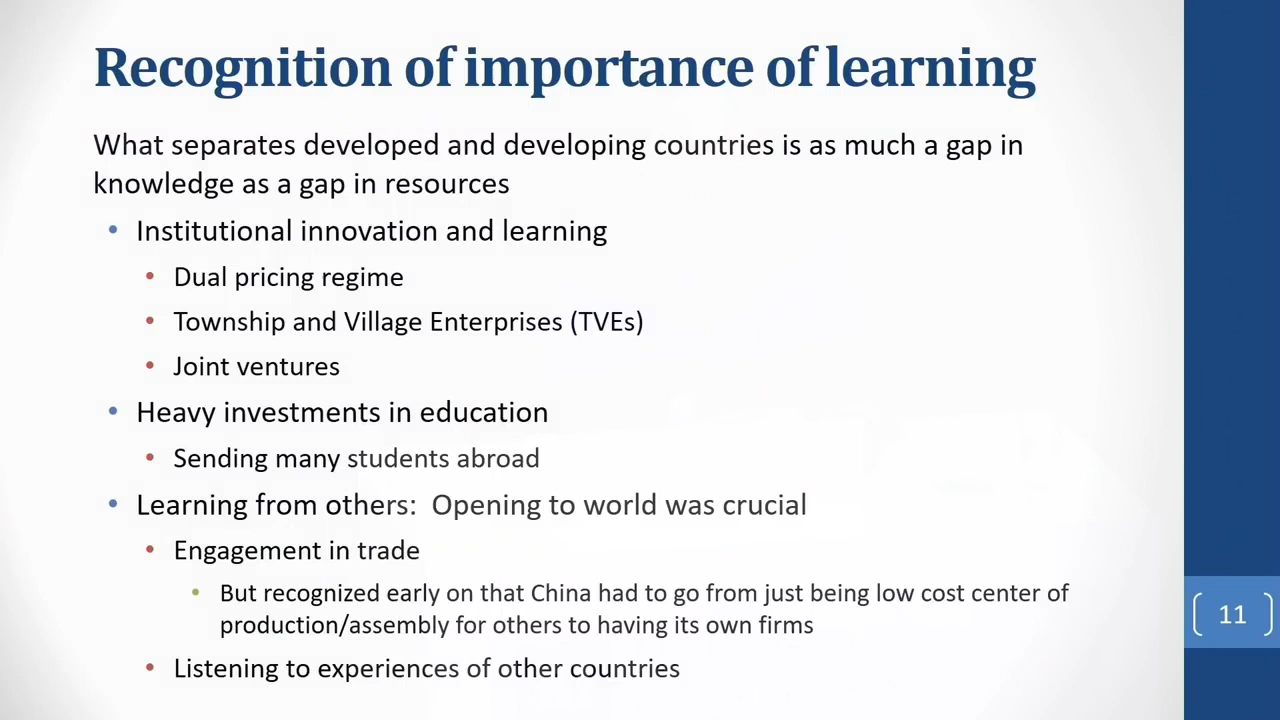 Recognition of importance of learning
What separates developed and developing countries is as much a gap in
knowledge as a gap in resources
• Institutional innovation and learning
• Dual pricing regime
• Township and Village Enterprises (TVEs)
• Joint ventures
• Heavy investments in education
• Sending many students abroad
• Learning from others: Opening to world was crucial
• Engagement in trade
• But recognized early on that China had to go from just being low cost center of
production/assembly for others to having its own firms
• Listening to experiences of other countries
11